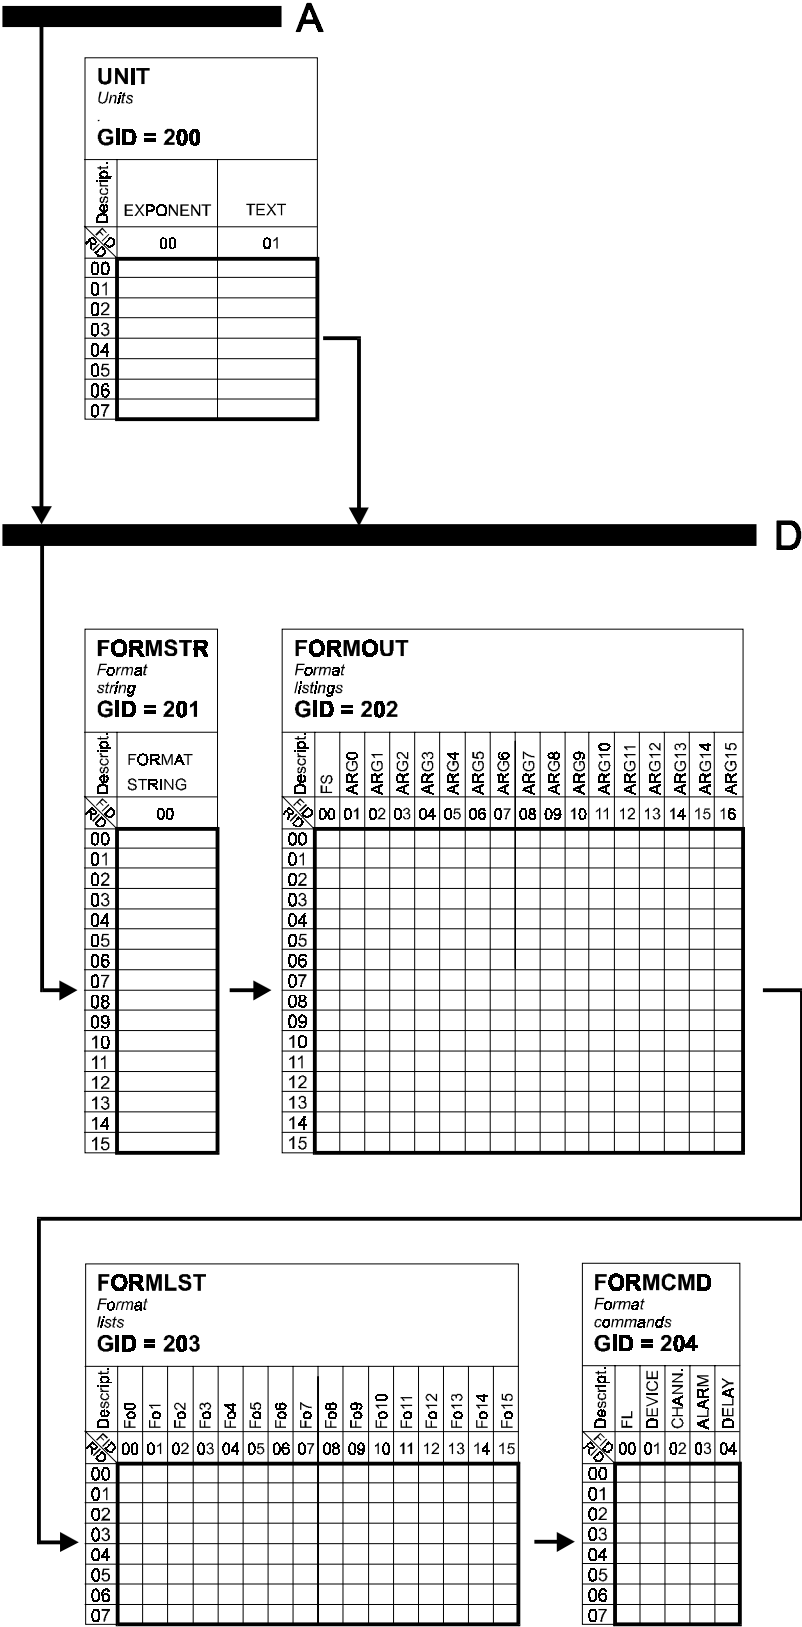 A
UNIT
Units
.
GID = 200
Descript. EXPONENT TEXT
FID RID 00 01
00
01
02
03
04
05
06
07
D
FORMSTR
Format
string
GID = 201
Descript. FORMAT STRING
FID RID 00
00
01
02
03
04
05
06
07
08
09
10
11
12
13
14
15
FORMOUT
Format
listings
GID = 202
Descript. FS ARG0 ARG1 ARG2 ARG3 ARG4 ARG5 ARG6 ARG7 ARG8 ARG9 ARG10 ARG11 ARG12 ARG13 ARG14 ARG15
FID RID 00 01 02 03 04 05 06 07 08 09 10 11 12 13 14 15 16
00
01
02
03
04
05
06
07
08
09
10
11
12
13
14
15
FORMLST
Format
lists
GID = 203
Descript. Fo0 Fo1 Fo2 Fo3 Fo4 Fo5 Fo6 Fo7 Fo8 Fo9 Fo10 Fo11 Fo12 Fo13 Fo14 Fo15
FID RID 00 01 02 03 04 05 06 07 08 09 10 11 12 13 14 15
00
01
02
03
04
05
06
07
FORMCMD
Format
commands
GID = 204
Descript. FL DEVICE CHANN. ALARM DELAY
FID RID 00 01 02 03 04
00
01
02
03
04
05
06
07